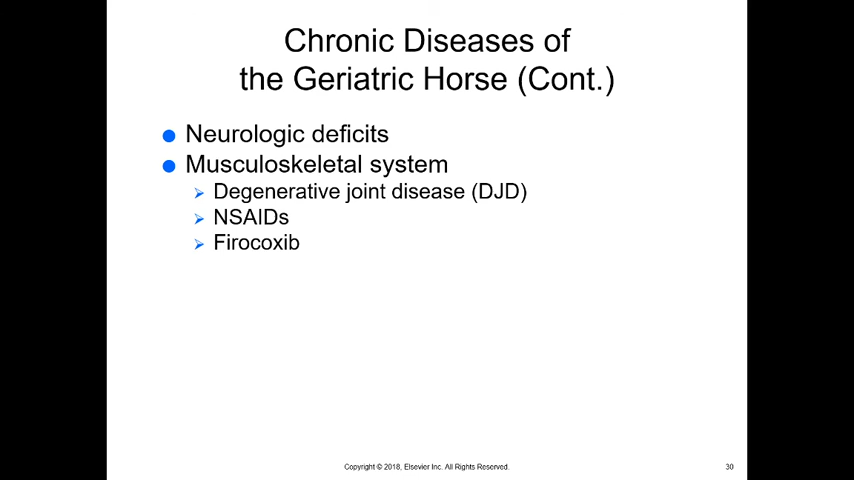 Chronic Diseases of
the Geriatric Horse (Cont.)
Neurologic deficits
Musculoskeletal system
Degenerative joint disease (DJD)
NSAIDs
Firocoxib
Copyright © 2018, Elsevier Inc. All Rights Reserved.
30